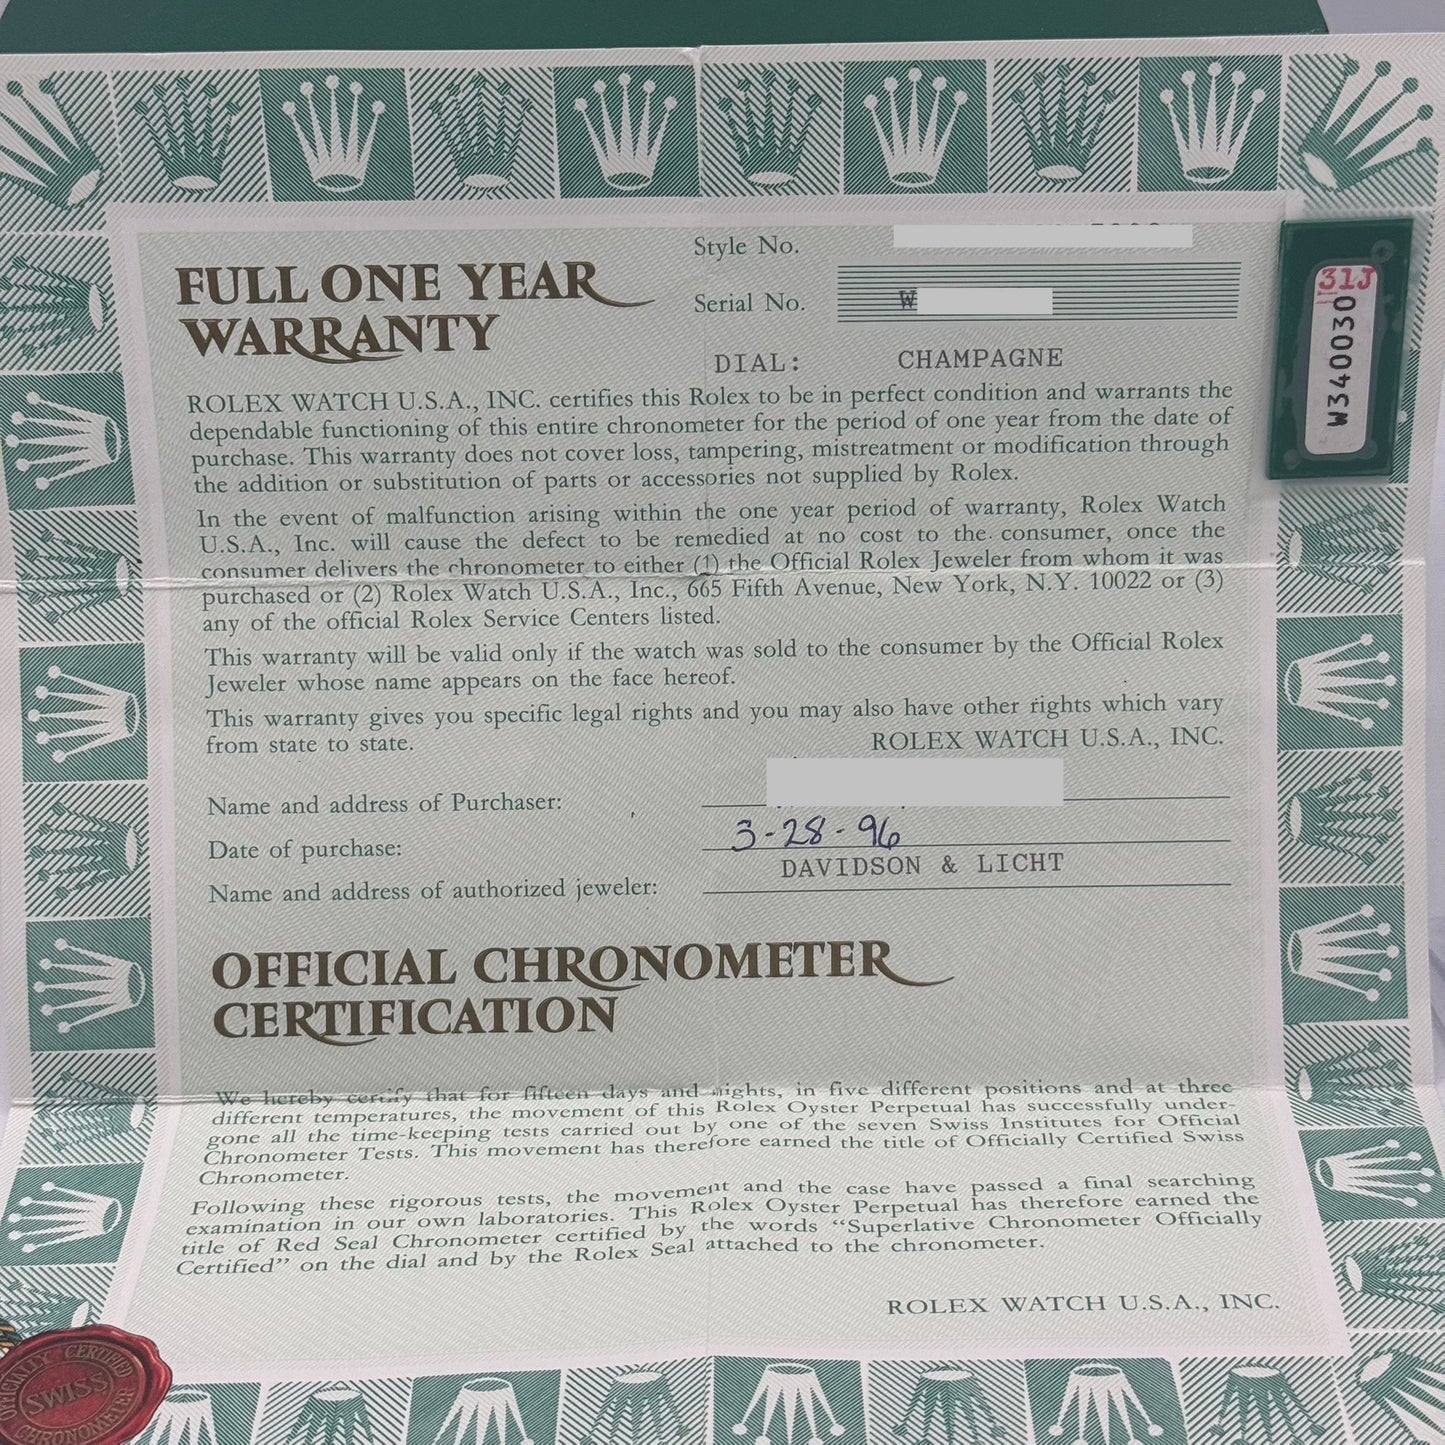 Style No.
FULL ONE YEAR
WARRANTY
Serial No. W
DIAL: CHAMPAGNE
31J
W340030
ROLEX WATCH U.S.A., INC. certifies this Rolex to be in perfect condition and warrants the
dependable functioning of this entire chronometer for the period of one year from the date of
purchase. This warranty does not cover loss, tampering, mistreatment or modification through
the addition or substitution of parts or accessories not supplied by Rolex.
In the event of malfunction arising within the one year period of warranty, Rolex Watch
U.S.A., Inc. will cause the defect to be remedied at no cost to the consumer, once the
consumer delivers the chronometer to either (1) the Official Rolex Jeweler from whom it was
purchased or (2) Rolex Watch U.S.A., Inc., 665 Fifth Avenue, New York, N.Y. 10022 or (3)
any of the official Rolex Service Centers listed.
This warranty will be valid only if the watch was sold to the consumer by the Official Rolex
Jeweler whose name appears on the face hereof.
This warranty gives you specific legal rights and you may also have other rights which vary
from state to state.
ROLEX WATCH U.S.A., INC.
Name and address of Purchaser:
Date of purchase: 3-28-96
Name and address of authorized jeweler: DAVIDSON & LICHT
OFFICIAL CHRONOMETER
CERTIFICATION
We hereby certify that for fifteen days and nights, in five different positions and at three
different temperatures, the movement of this Rolex Oyster Perpetual has successfully under-
gone all the time-keeping tests carried out by one of the seven Swiss Institutes for Official
Chronometer Tests. This movement has therefore earned the title of Officially Certified Swiss
Chronometer.
Following these rigorous tests, the movement and the case have passed a final searching
examination in our own laboratories. This Rolex Oyster Perpetual has therefore earned the
title of Red Seal Chronometer certified by the words "Superlative Chronometer Officially
Certified" on the dial and by the Rolex Seal attached to the chronometer.
ROLEX WATCH U.S.A., INC.
OFFICIALLY CERTIFIED
SWISS
CHRONOMETER